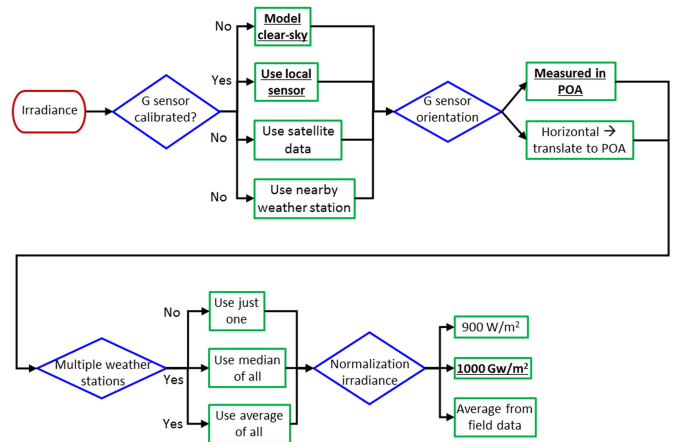 No
Model
clear-sky
Yes
Use local
sensor
Irradiance
G sensor
calibrated?
No
Use satellite
data
No
Use nearby
weather station
G sensor
orientation
Measured in
POA
Horizontal →
translate to POA
Multiple weather
stations
No
Use just
one
Yes
Use median
of all
Yes
Use average
of all
Normalization
irradiance
900 W/m²
1000 Gw/m²
Average from
field data